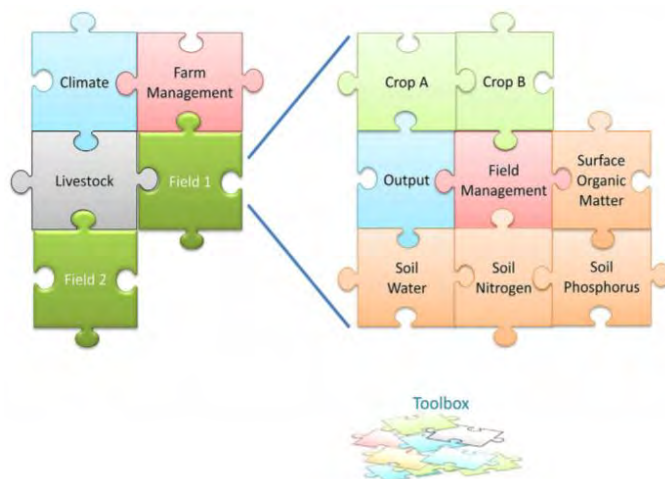 Climate
Farm
Management
Livestock
Field 1
Field 2
Crop A
Crop B
Output
Field
Management
Surface
Organic
Matter
Soil
Water
Soil
Nitrogen
Soil
Phosphorus
Toolbox